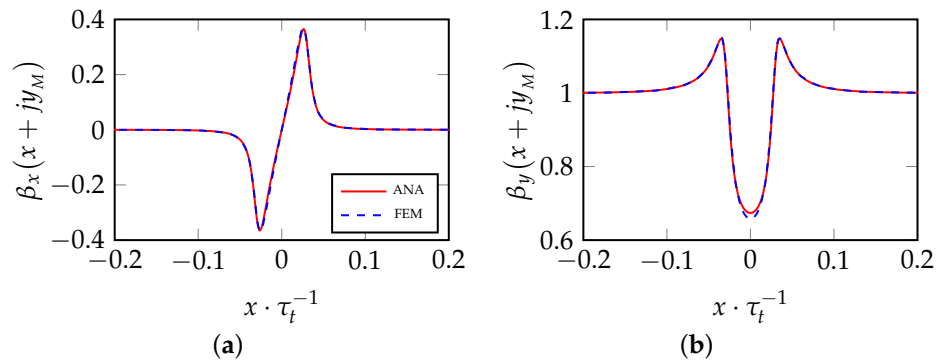 0.4
0.2
0
−0.2
−0.4
β_x(x + jy_M)
ANA
FEM
−0.2 −0.1 0 0.1 0.2
x · τ_t^{−1}
(a)
1.2
1
0.8
0.6
β_y(x + jy_M)
−0.2 −0.1 0 0.1 0.2
x · τ_t^{−1}
(b)